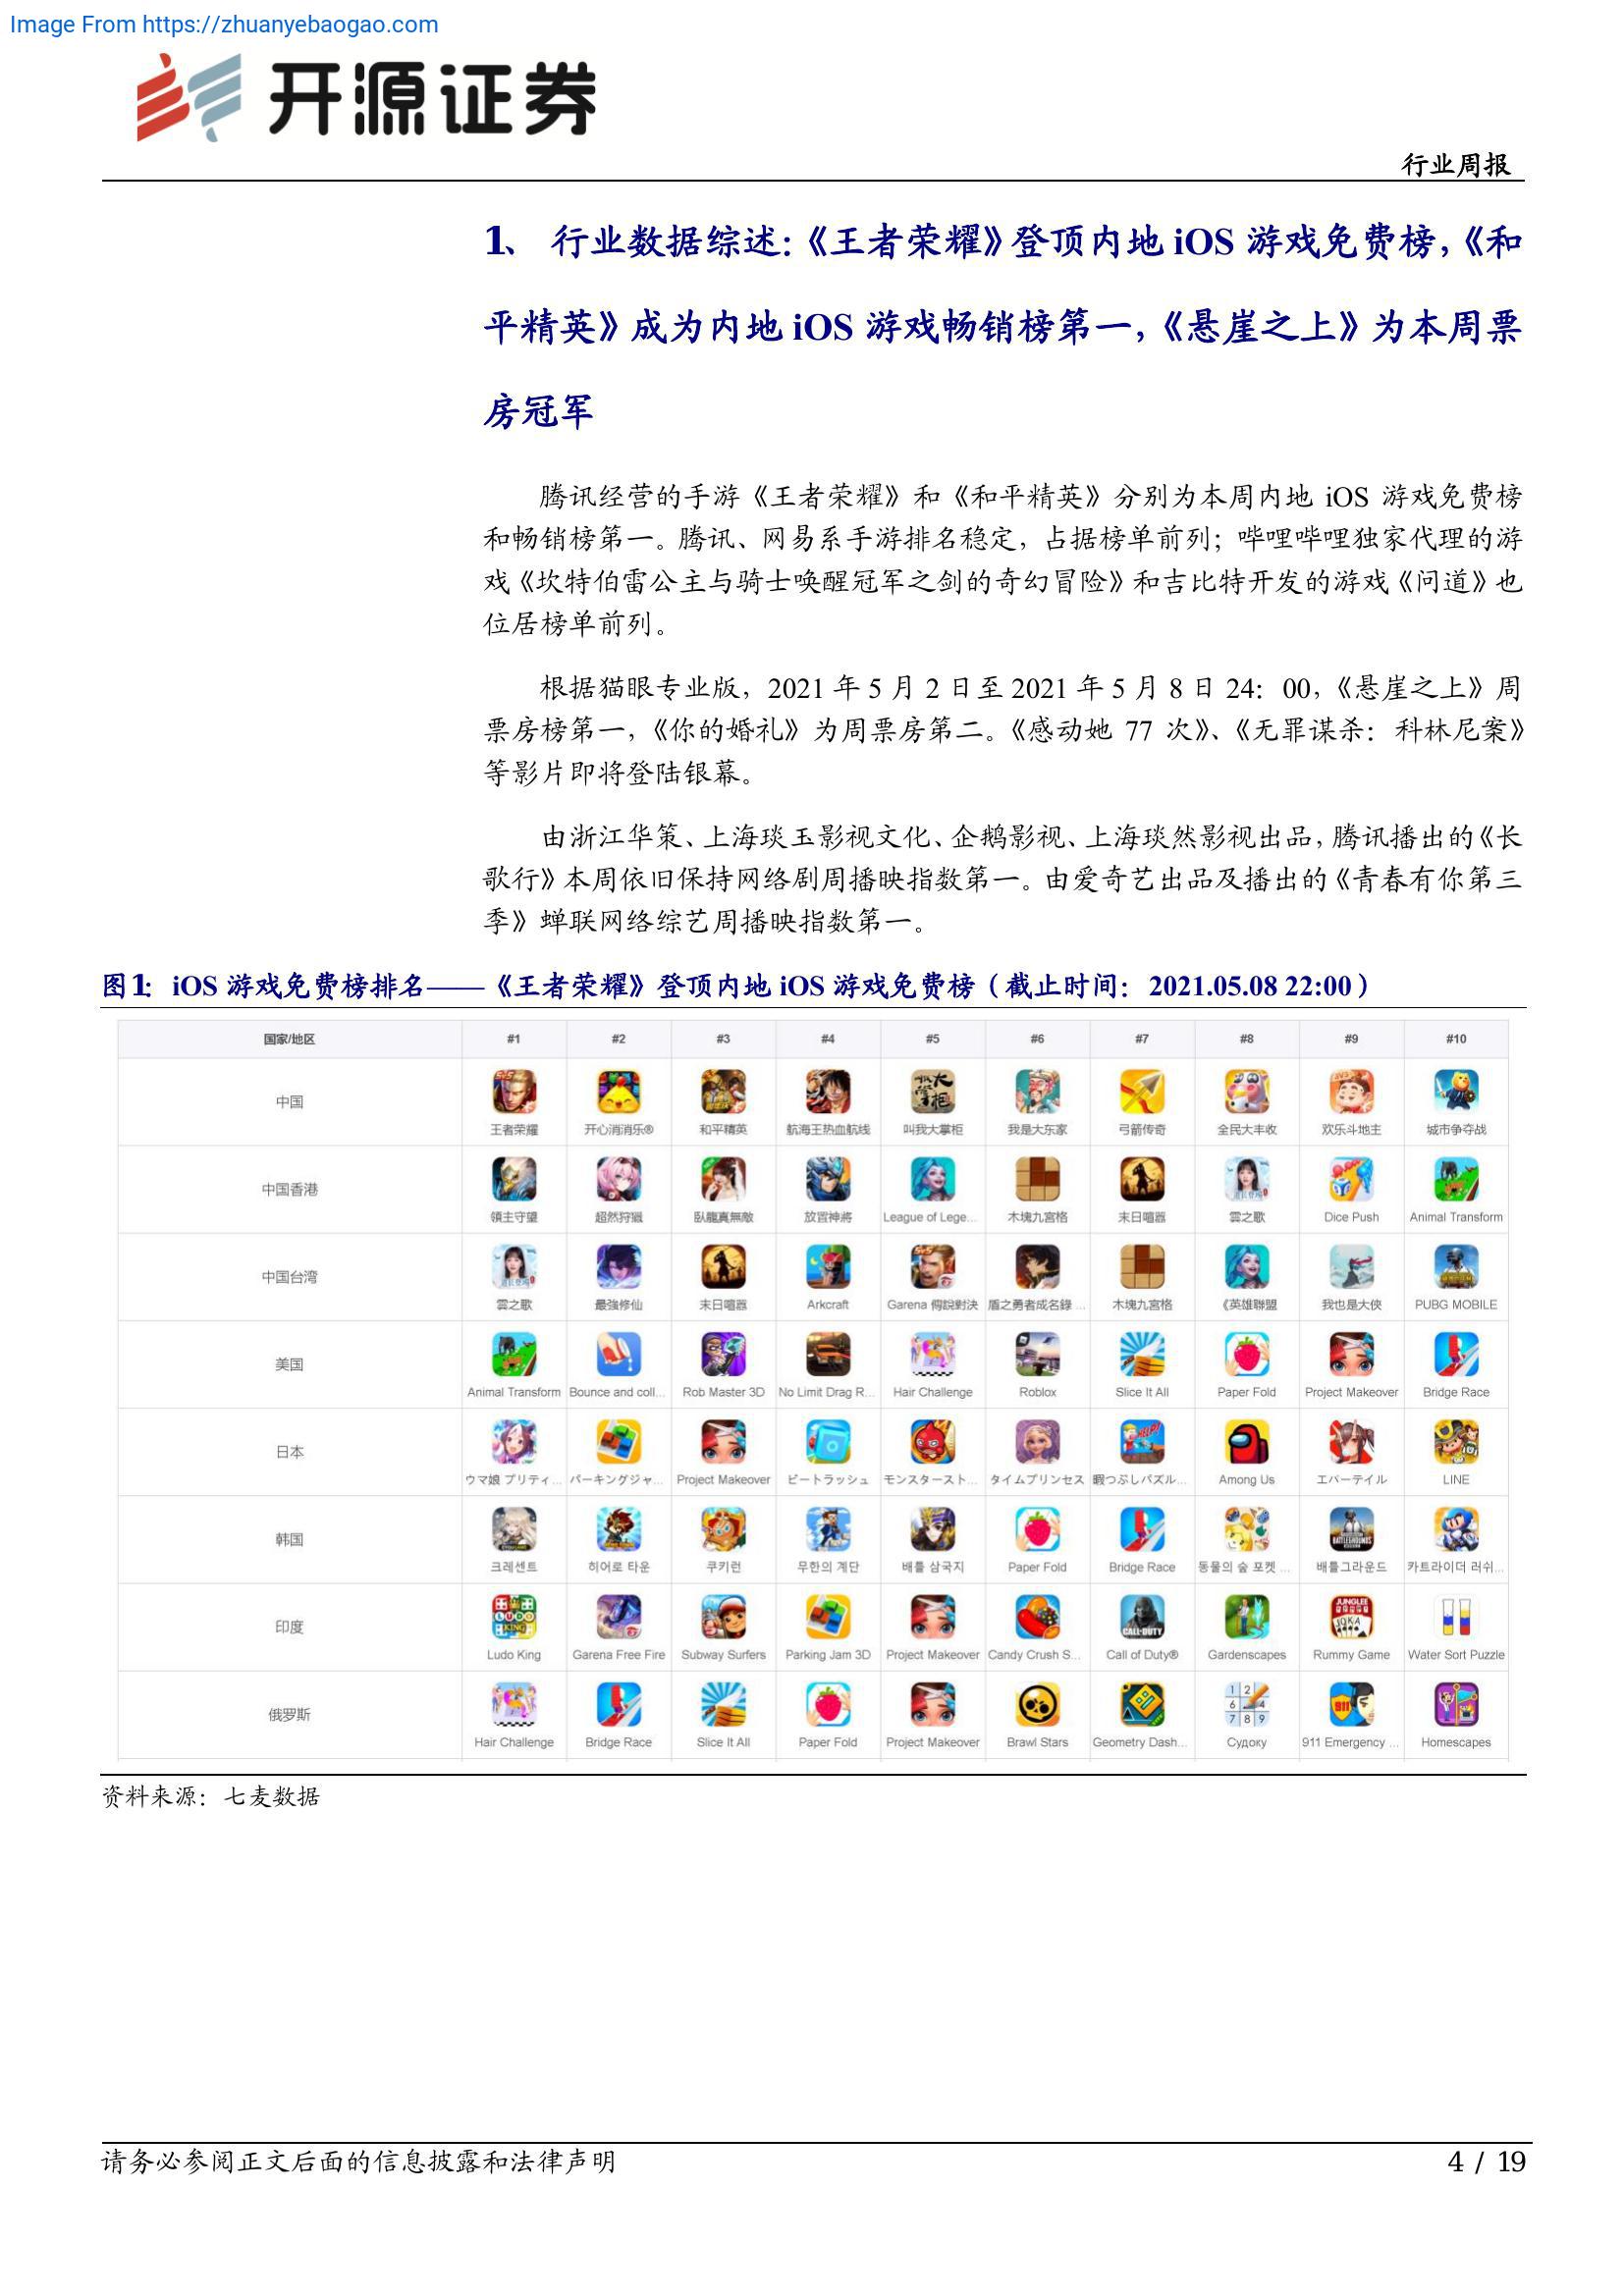 Image From https://zhuanyebaogao.com
开源证券
行业周报
1、 行业数据综述:《王者荣耀》登顶内地 iOS 游戏免费榜,《和
平精英》成为内地 iOS 游戏畅销榜第一,《悬崖之上》为本周票
房冠军
腾讯经营的手游《王者荣耀》和《和平精英》分别为本周内地 iOS 游戏免费榜
和畅销榜第一。腾讯、网易系手游排名稳定，占据榜单前列；哔哩哔哩独家代理的游
戏《坎特伯雷公主与骑士唤醒冠军之剑的奇幻冒险》和吉比特开发的游戏《问道》也
位居榜单前列。
根据猫眼专业版，2021 年 5 月 2 日至 2021 年 5 月 8 日 24：00,《悬崖之上》周
票房榜第一,《你的婚礼》为周票房第二。《感动她 77 次》、《无罪谋杀：科林尼案》
等影片即将登陆银幕。
由浙江华策、上海琰玉影视文化、企鹅影视、上海琰然影视出品，腾讯播出的《长
歌行》本周依旧保持网络剧周播映指数第一。由爱奇艺出品及播出的《青春有你第三
季》蝉联网络综艺周播映指数第一。
图1： iOS 游戏免费榜排名——《王者荣耀》登顶内地 iOS 游戏免费榜（截止时间：2021.05.08 22:00）
国家/地区 #1 #2 #3 #4 #5 #6 #7 #8 #9 #10
中国 王者荣耀 开心消消乐® 和平精英 航海王热血航线 叫我大掌柜 我是大东家 弓箭传奇 全民大丰收 欢乐斗地主 城市争夺战
中国香港 領主守望 超然狩獵 臥龍真無敵 放置神將 League of Lege... 木塊九宮格 末日喧囂 雲之歌 Dice Push Animal Transform
中国台湾 雲之歌 最強修仙 末日喧囂 Arkcraft Garena 傳說對決 盾之勇者成名錄 ... 木塊九宮格 《英雄聯盟 我也是大俠 PUBG MOBILE
美国 Animal Transform Bounce and coll... Rob Master 3D No Limit Drag R... Hair Challenge Roblox Slice It All Paper Fold Project Makeover Bridge Race
日本 ウマ娘 プリティ... パーキングジャ... Project Makeover ビートラッシュ モンスタースト... タイムプリンセス 暇つぶしパズル... Among Us エバーテイル LINE
韩国 크레센트 히어로 타운 쿠키런 무한의 계단 배틀 삼국지 Paper Fold Bridge Race 동물의 숲 포켓 ... 배틀그라운드 카트라이더 러쉬...
印度 Ludo King Garena Free Fire Subway Surfers Parking Jam 3D Project Makeover Candy Crush S... Call of Duty® Gardenscapes Rummy Game Water Sort Puzzle
俄罗斯 Hair Challenge Bridge Race Slice It All Paper Fold Project Makeover Brawl Stars Geometry Dash... Судоку 911 Emergency ... Homescapes
资料来源：七麦数据
请务必参阅正文后面的信息披露和法律声明
4 / 19